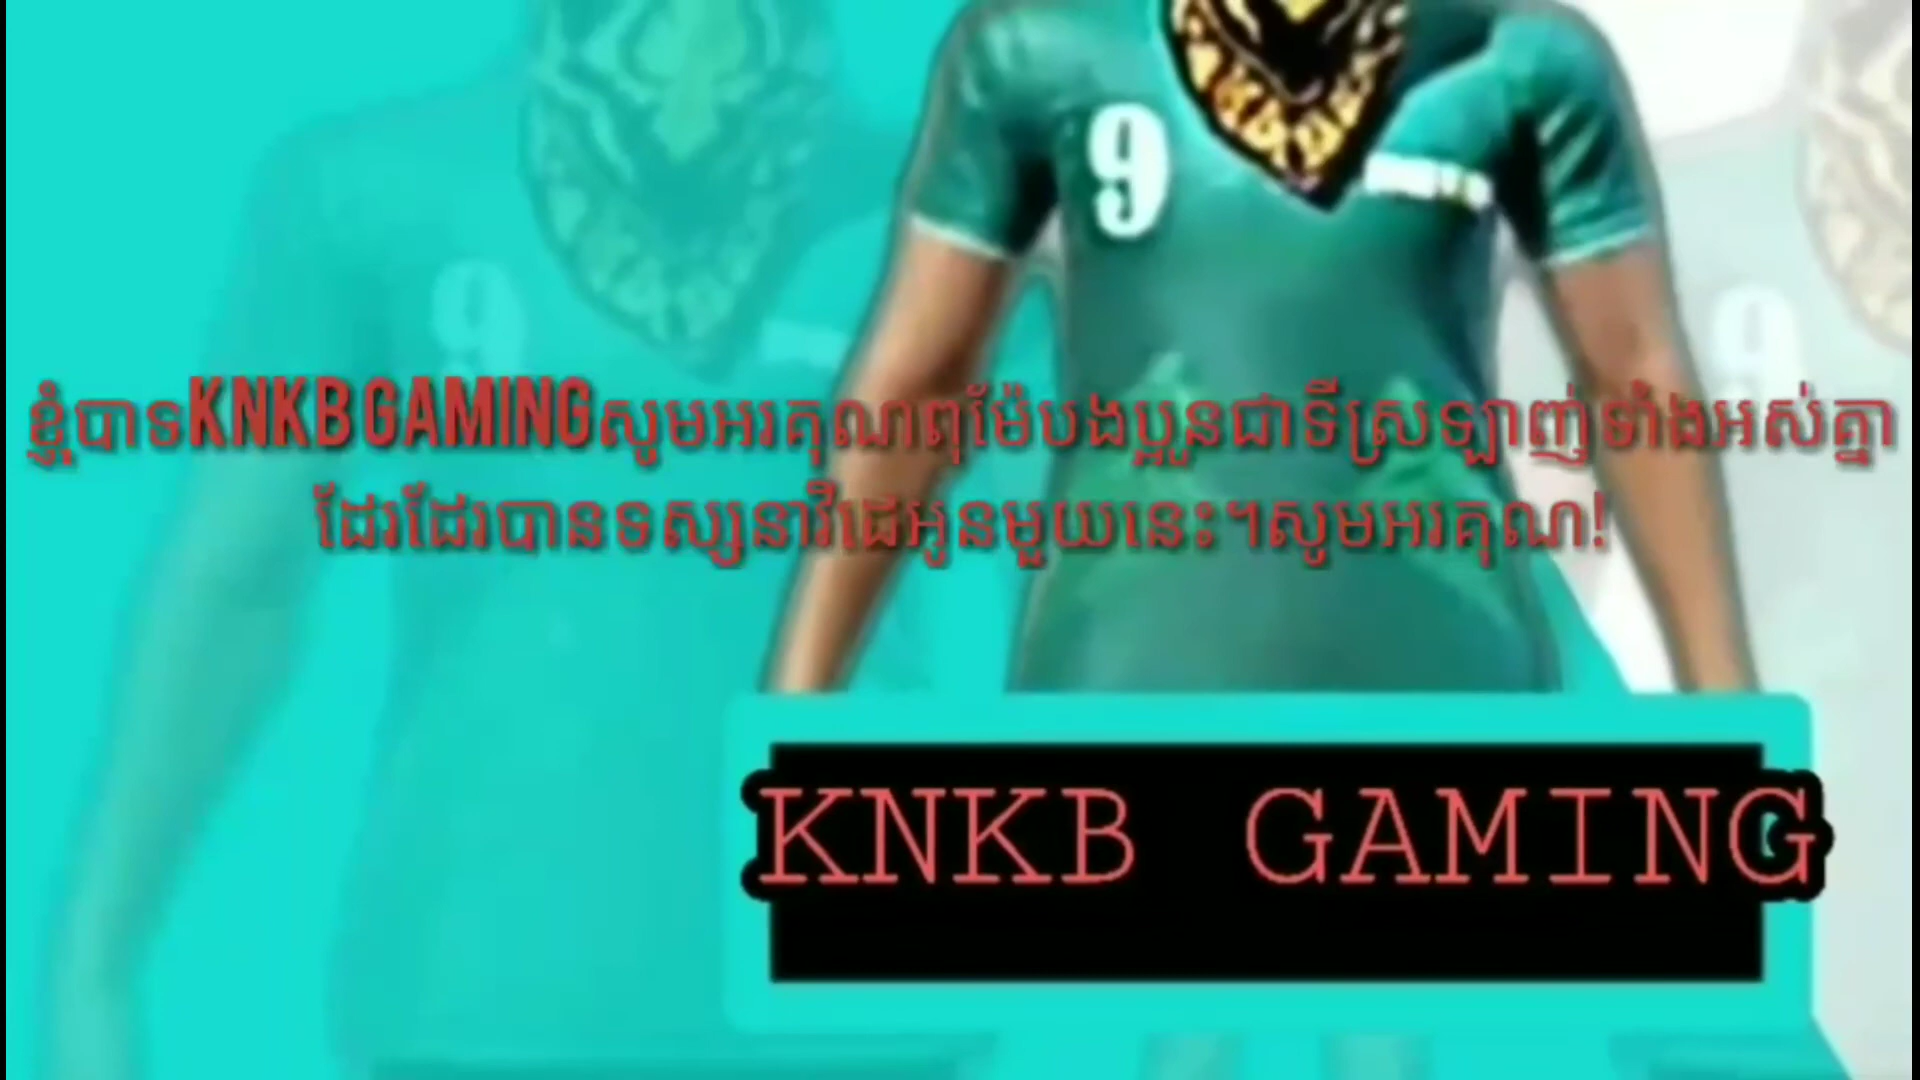 9
ខ្ញុំបាទKNKB GAMINGសូមអរគុណពុម៉ែបងប្អូនជាទីស្រឡាញ់ទាំងអស់គ្នា
ដែរដែរបានទស្សនាវីដេអូនមួយនេះ។សូមអរគុណ!
KNKB GAMING